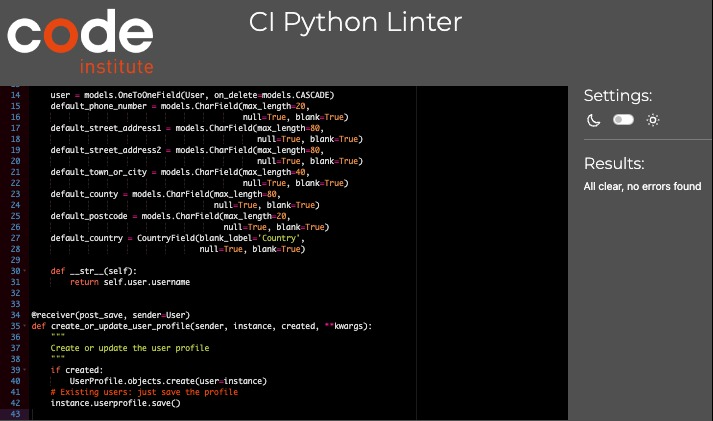 code
institute
CI Python Linter
14 user = models.OneToOneField(User, on_delete=models.CASCADE)
15 default_phone_number = models.CharField(max_length=20,
16 null=True, blank=True)
17 default_street_address1 = models.CharField(max_length=80,
18 null=True, blank=True)
19 default_street_address2 = models.CharField(max_length=80,
20 null=True, blank=True)
21 default_town_or_city = models.CharField(max_length=40,
22 null=True, blank=True)
23 default_county = models.CharField(max_length=80,
24 null=True, blank=True)
25 default_postcode = models.CharField(max_length=20,
26 null=True, blank=True)
27 default_country = CountryField(blank_label='Country',
28 null=True, blank=True)
29
30 def __str__(self):
31 return self.user.username
32
33
34 @receiver(post_save, sender=User)
35 def create_or_update_user_profile(sender, instance, created, **kwargs):
36 """
37 Create or update the user profile
38 """
39 if created:
40 UserProfile.objects.create(user=instance)
41 # Existing users: just save the profile
42 instance.userprofile.save()
43
Settings:
Results:
All clear, no errors found